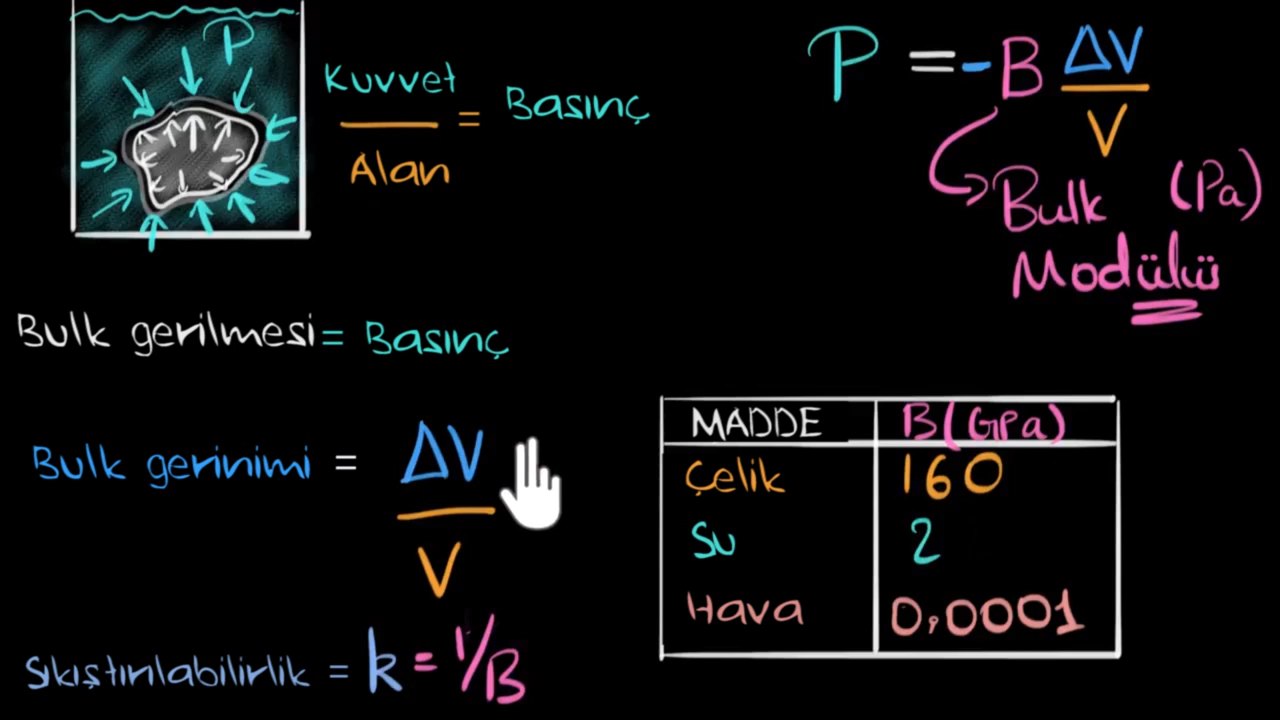 P
Kuvvet
Alan
= Basınç
P = -B ΔV
V
Bulk (Pa)
Modülü
Bulk gerilmesi = Basınç
Bulk gerinimi = ΔV
V
Sıkıştırılabilirlik = k = 1/B
MADDE B(GPa)
Çelik 160
Su 2
Hava 0,0001